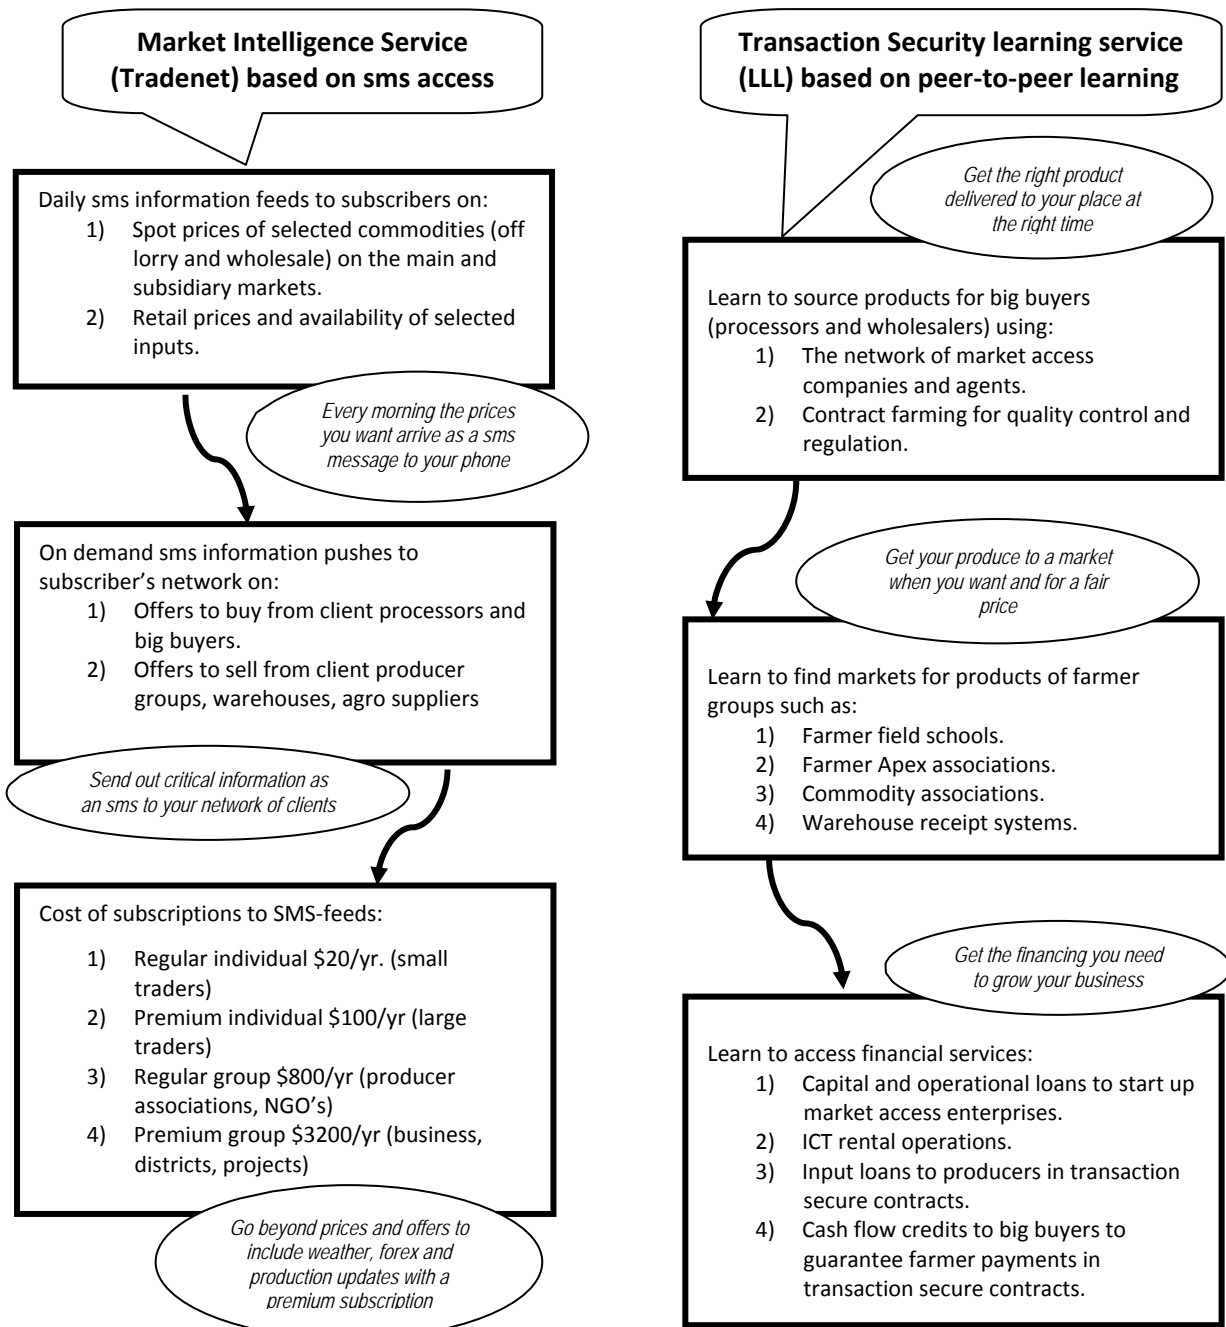 Market Intelligence Service
(Tradenet) based on sms access
Daily sms information feeds to subscribers on:
1) Spot prices of selected commodities (off
lorry and wholesale) on the main and
subsidiary markets.
2) Retail prices and availability of selected
inputs.
Every morning the prices
you want arrive as a sms
message to your phone
On demand sms information pushes to
subscriber's network on:
1) Offers to buy from client processors and
big buyers.
2) Offers to sell from client producer
groups, warehouses, agro suppliers
Send out critical information as
an sms to your network of clients
Cost of subscriptions to SMS-feeds:
1) Regular individual $20/yr. (small
traders)
2) Premium individual $100/yr (large
traders)
3) Regular group $800/yr (producer
associations, NGO's)
4) Premium group $3200/yr (business,
districts, projects)
Go beyond prices and offers to
include weather, forex and
production updates with a
premium subscription
Transaction Security learning service
(LLL) based on peer-to-peer learning
Get the right product
delivered to your place at
the right time
Learn to source products for big buyers
(processors and wholesalers) using:
1) The network of market access
companies and agents.
2) Contract farming for quality control and
regulation.
Get your produce to a market
when you want and for a fair
price
Learn to find markets for products of farmer
groups such as:
1) Farmer field schools.
2) Farmer Apex associations.
3) Commodity associations.
4) Warehouse receipt systems.
Get the financing you need
to grow your business
Learn to access financial services:
1) Capital and operational loans to start up
market access enterprises.
2) ICT rental operations.
3) Input loans to producers in transaction
secure contracts.
4) Cash flow credits to big buyers to
guarantee farmer payments in
transaction secure contracts.